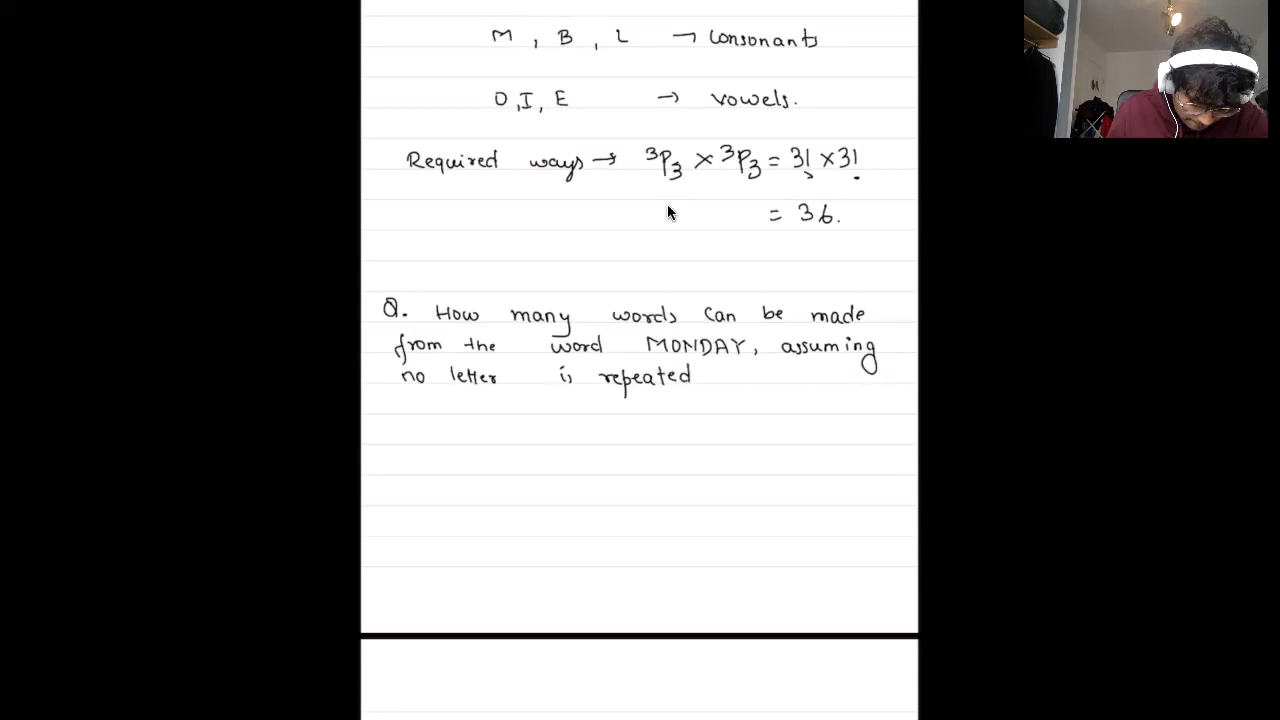 M , B , L → Consonants
O , I , E → vowels.
Required ways → ³P₃ × ³P₃ = 3! × 3!
= 36.
Q. How many words can be made
from the word MONDAY, assuming
no letter is repeated